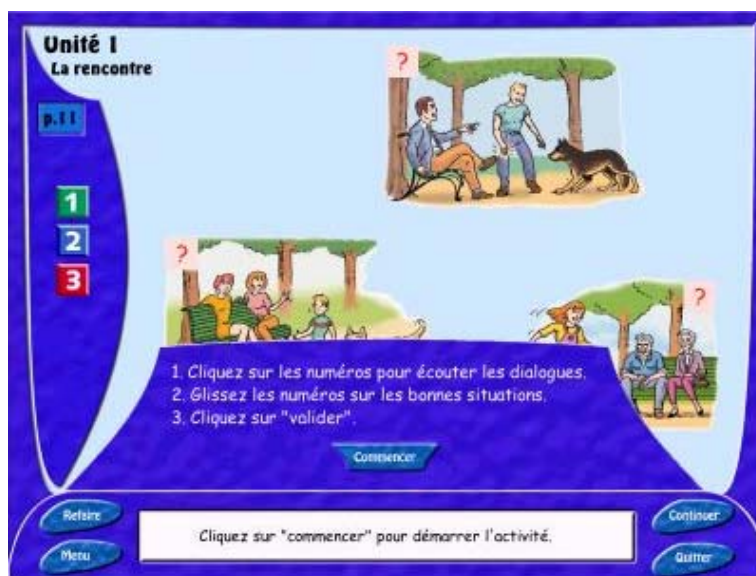 Unité 1
La rencontre
p.11
?
1
2
3
?
?
1. Cliquez sur les numéros pour écouter les dialogues.
2. Glissez les numéros sur les bonnes situations.
3. Cliquez sur "valider".
Commencer
Refaire
Continuer
Cliquez sur "commencer" pour démarrer l'activité.
Menu
Quitter